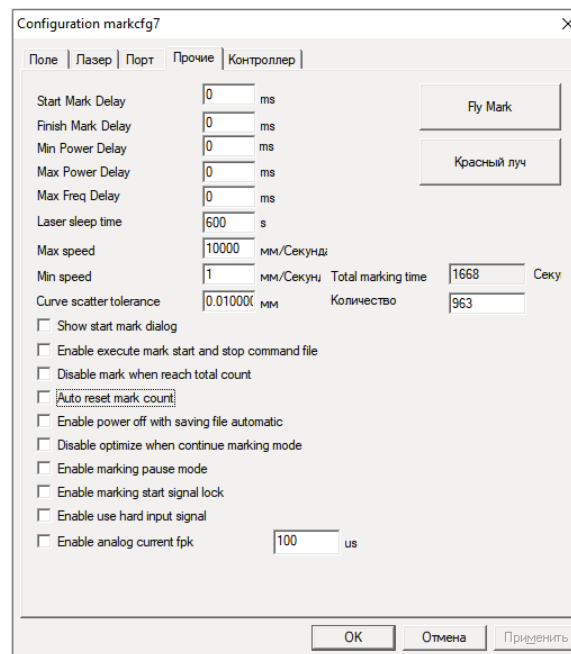 Configuration markcfg7
Поле Лазер Порт Прочие Контроллер
Start Mark Delay 0 ms
Finish Mark Delay 0 ms
Min Power Delay 0 ms
Max Power Delay 0 ms
Max Freq Delay 0 ms
Laser sleep time 600 s
Max speed 10000 мм/Секунда
Min speed 1 мм/Секунд Total marking time 1668 Секу
Curve scatter tolerance 0.01000 мм Количество 963
Fly Mark
Красный луч
Show start mark dialog
Enable execute mark start and stop command file
Disable mark when reach total count
Auto reset mark count
Enable power off with saving file automatic
Disable optimize when continue marking mode
Enable marking pause mode
Enable marking start signal lock
Enable use hard input signal
Enable analog current fpk 100 us
OK Отмена Применить